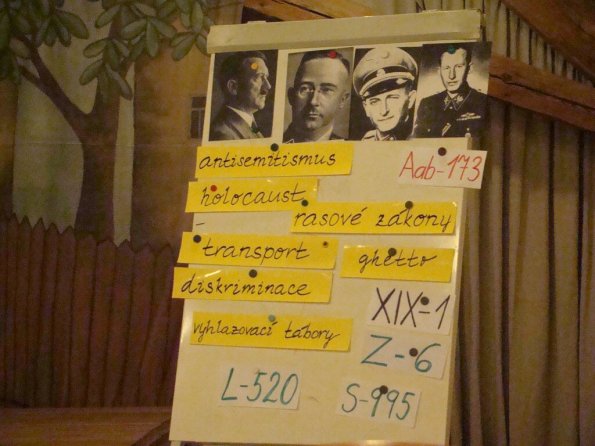 antisemitismus
Aab-173
holocaust
rasové zákony
transport
ghetto
diskriminace
XIX-1
vyhlazovací tábory
Z-6
L-520
S-995